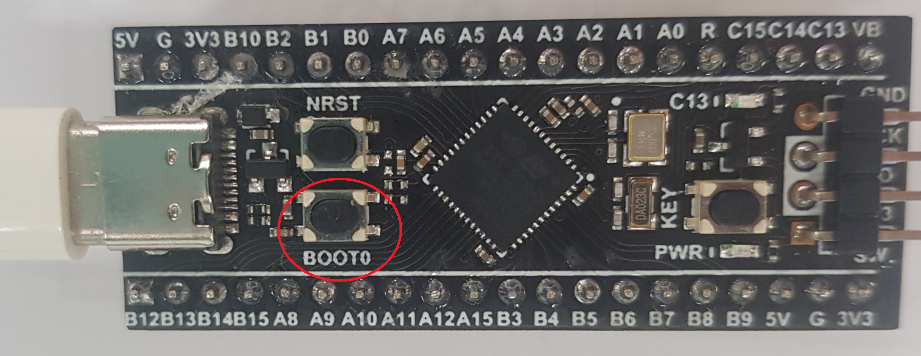 5V G 3V3 B10 B2 B1 B0 A7 A6 A5 A4 A3 A2 A1 A0 R C15 C14 C13 VB
NRST
C13
GND
KEY
BOOT0
PWR
B12 B13 B14 B15 A8 A9 A10 A11 A12 A15 B3 B4 B5 B6 B7 B8 B9 5V G 3V3